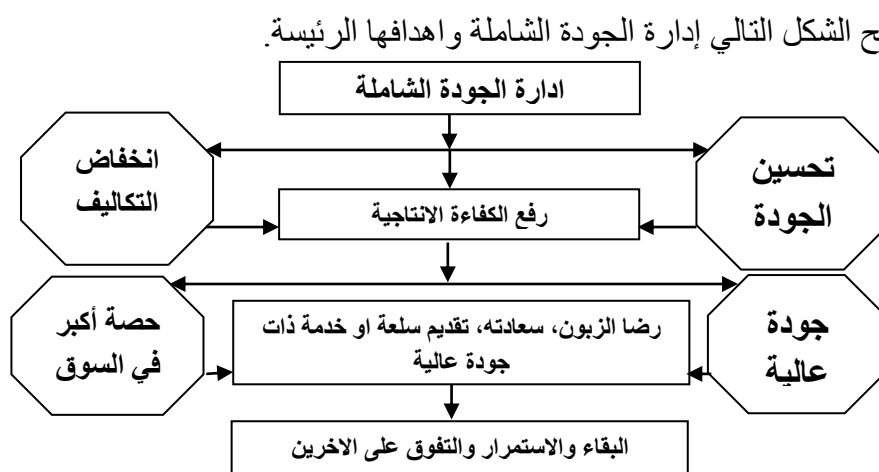 ح الشكل التالي إدارة الجودة الشاملة واهدافها الرئيسة.
ادارة الجودة الشاملة
تحسين
الجودة
انخفاض
التكاليف
رفع الكفاءة الانتاجية
جودة
عالية
رضا الزبون، سعادته، تقديم سلعة او خدمة ذات
جودة عالية
حصة أكبر
في السوق
البقاء والاستمرار والتفوق على الاخرين